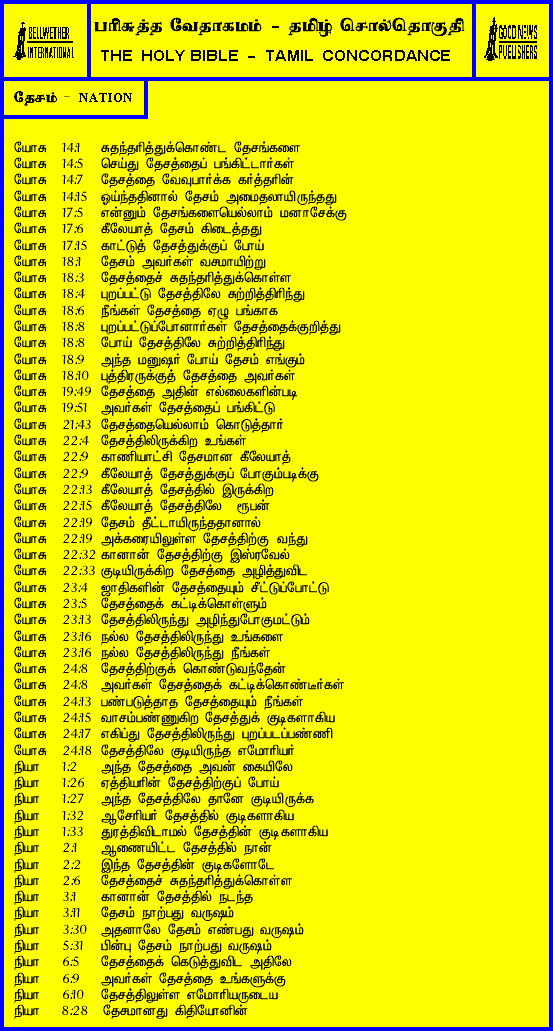 BELLWETHER INTERNATIONAL
பரிசுத்த வேதாகமம் - தமிழ் சொல்தொகுதி
THE HOLY BIBLE - TAMIL CONCORDANCE
GOOD NEWS PUBLISHERS
தேசம் - NATION
யோசு 14:1 சுதந்தரித்துக்கொண்ட தேசங்களை
யோசு 14:5 செய்து தேசத்தைப் பங்கிட்டார்கள்
யோசு 14:7 தேசத்தை வேவுபார்க்க கர்த்தரின்
யோசு 14:15 ஓய்ந்ததினால் தேசம் அமைதலாயிருந்தது
யோசு 17:5 என்னும் தேசங்களையெல்லாம் மனாசேக்கு
யோசு 17:6 கீலேயாத் தேசம் கிடைத்தது
யோசு 17:15 காட்டுத் தேசத்துக்குப் போய்
யோசு 18:1 தேசம் அவர்கள் வசமாயிற்று
யோசு 18:3 தேசத்தைச் சுதந்தரித்துக்கொள்ள
யோசு 18:4 புறப்பட்டு தேசத்திலே சுற்றித்திரிந்து
யோசு 18:6 நீங்கள் தேசத்தை ஏழு பங்காக
யோசு 18:8 புறப்பட்டுப்போனார்கள் தேசத்தைக்குறித்து
யோசு 18:8 போய் தேசத்திலே சுற்றித்திரிந்து
யோசு 18:9 அந்த மனுஷர் போய் தேசம் எங்கும்
யோசு 18:10 புத்திரருக்குத் தேசத்தை அவர்கள்
யோசு 19:49 தேசத்தை அதின் எல்லைகளின்படி
யோசு 19:51 அவர்கள் தேசத்தைப் பங்கிட்டு
யோசு 21:43 தேசத்தையெல்லாம் கொடுத்தார்
யோசு 22:4 தேசத்திலிருக்கிற உங்கள்
யோசு 22:9 காணியாட்சி தேசமான கீலேயாத்
யோசு 22:9 கீலேயாத் தேசத்துக்குப் போகும்படிக்கு
யோசு 22:13 கீலேயாத் தேசத்தில் இருக்கிற
யோசு 22:15 கீலேயாத் தேசத்திலே ரூபன்
யோசு 22:19 தேசம் தீட்டாயிருந்ததானால்
யோசு 22:19 அக்கரையிலுள்ள தேசத்திற்கு வந்து
யோசு 22:32 கானான் தேசத்திற்கு இஸ்ரவேல்
யோசு 22:33 குடியிருக்கிற தேசத்தை அழித்துவிட
யோசு 23:4 ஜாதிகளின் தேசத்தையும் சீட்டுப்போட்டு
யோசு 23:5 தேசத்தைக் கட்டிக்கொள்ளும்
யோசு 23:13 தேசத்திலிருந்து அழிந்துபோகுமட்டும்
யோசு 23:16 நல்ல தேசத்திலிருந்து உங்களை
யோசு 23:16 நல்ல தேசத்திலிருந்து நீங்கள்
யோசு 24:8 தேசத்திற்குக் கொண்டுவந்தேன்
யோசு 24:8 அவர்கள் தேசத்தைக் கட்டிக்கொண்டீர்கள்
யோசு 24:13 பண்படுத்தாத தேசத்தையும் நீங்கள்
யோசு 24:15 வாசம்பண்ணுகிற தேசத்துக் குடிகளாகிய
யோசு 24:17 எகிப்து தேசத்திலிருந்து புறப்படப்பண்ணி
யோசு 24:18 தேசத்திலே குடியிருந்த எமோரியர்
நியா 1:2 அந்த தேசத்தை அவன் கையிலே
நியா 1:26 ஏத்தியரின் தேசத்திற்குப் போய்
நியா 1:27 அந்த தேசத்திலே தானே குடியிருக்க
நியா 1:32 ஆசேரியர் தேசத்தில் குடிகளாகிய
நியா 1:33 துரத்திவிடாமல் தேசத்தின் குடிகளாகிய
நியா 2:1 ஆணையிட்ட தேசத்தில் நான்
நியா 2:2 இந்த தேசத்தின் குடிகளோடே
நியா 2:6 தேசத்தைச் சுதந்தரித்துக்கொள்ள
நியா 3:1 கானான் தேசத்தில் நடந்த
நியா 3:11 தேசம் நாற்பது வருஷம்
நியா 3:30 அதனாலே தேசம் எண்பது வருஷம்
நியா 5:31 பின்பு தேசம் நாற்பது வருஷம்
நியா 6:5 தேசத்தைக் கெடுத்துவிட அதிலே
நியா 6:9 அவர்கள் தேசத்தை உங்களுக்கு
நியா 6:10 தேசத்திலுள்ள எமோரியருடைய
நியா 8:28 தேசமானது கிதியோனின்